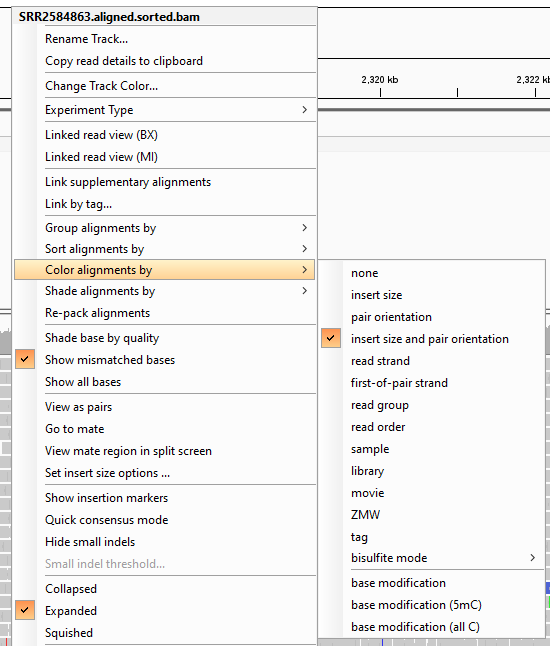 SRR2584863.aligned.sorted.bam
Rename Track...
Copy read details to clipboard
Change Track Color...
Experiment Type
Linked read view (BX)
Linked read view (MI)
Link supplementary alignments
Link by tag...
Group alignments by
Sort alignments by
Color alignments by
Shade alignments by
Re-pack alignments
Shade base by quality
Show mismatched bases
Show all bases
View as pairs
Go to mate
View mate region in split screen
Set insert size options ...
Show insertion markers
Quick consensus mode
Hide small indels
Small indel threshold...
Collapsed
Expanded
Squished
2,320 kb
2,322 kb
none
insert size
pair orientation
insert size and pair orientation
read strand
first-of-pair strand
read group
read order
sample
library
movie
ZMW
tag
bisulfite mode
base modification
base modification (5mC)
base modification (all C)